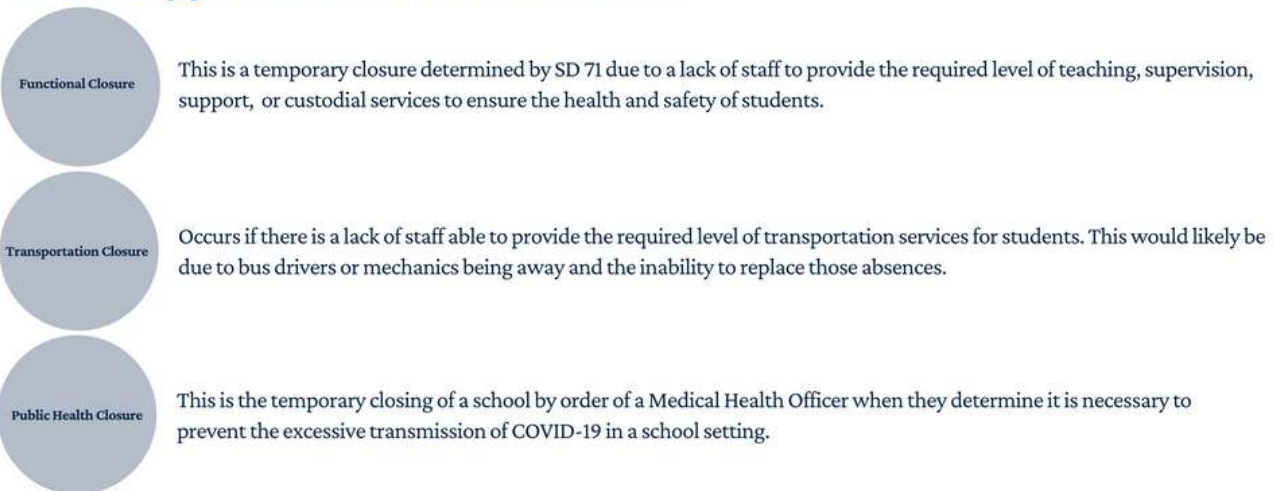 Functional Closure
This is a temporary closure determined by SD 71 due to a lack of staff to provide the required level of teaching, supervision,
support, or custodial services to ensure the health and safety of students.
Transportation Closure
Occurs if there is a lack of staff able to provide the required level of transportation services for students. This would likely be
due to bus drivers or mechanics being away and the inability to replace those absences.
Public Health Closure
This is the temporary closing of a school by order of a Medical Health Officer when they determine it is necessary to
prevent the excessive transmission of COVID-19 in a school setting.